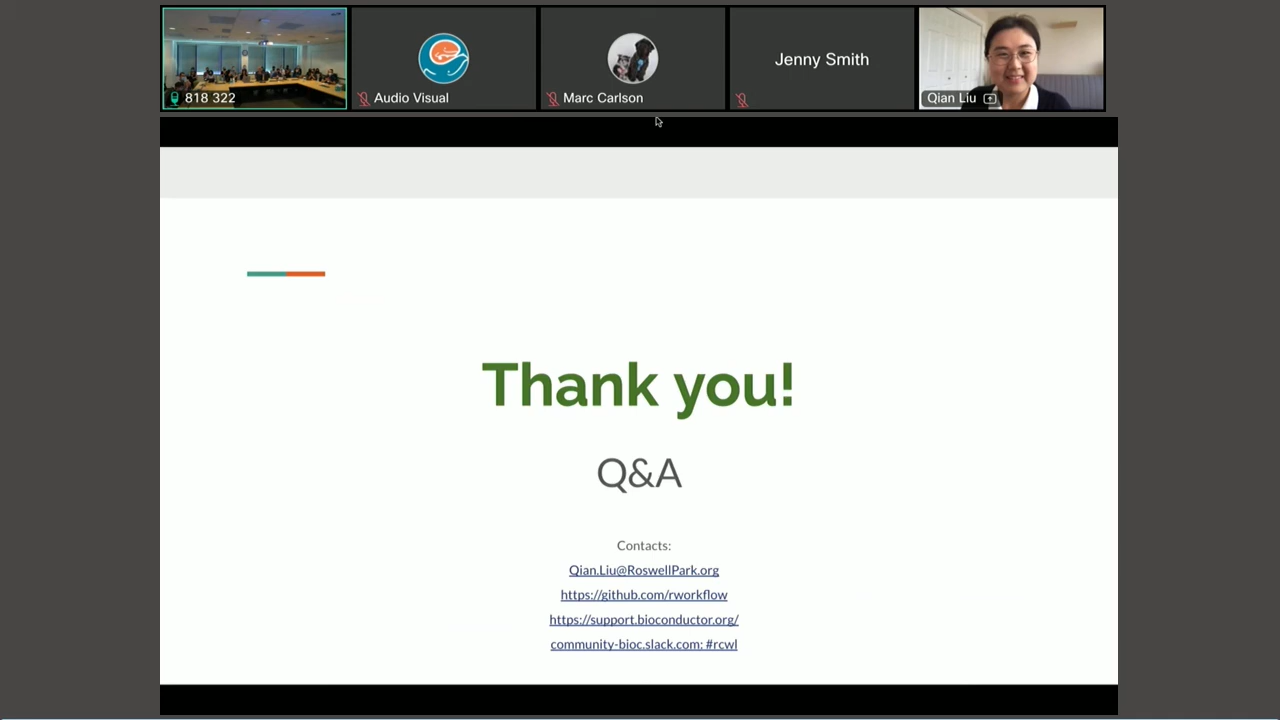 818 322
Audio Visual
Marc Carlson
Jenny Smith
Qian Liu
Thank you!
Q&A
Contacts:
Qian.Liu@RoswellPark.org
https://github.com/rworkflow
https://support.bioconductor.org/
community-bioc.slack.com: #rcwl